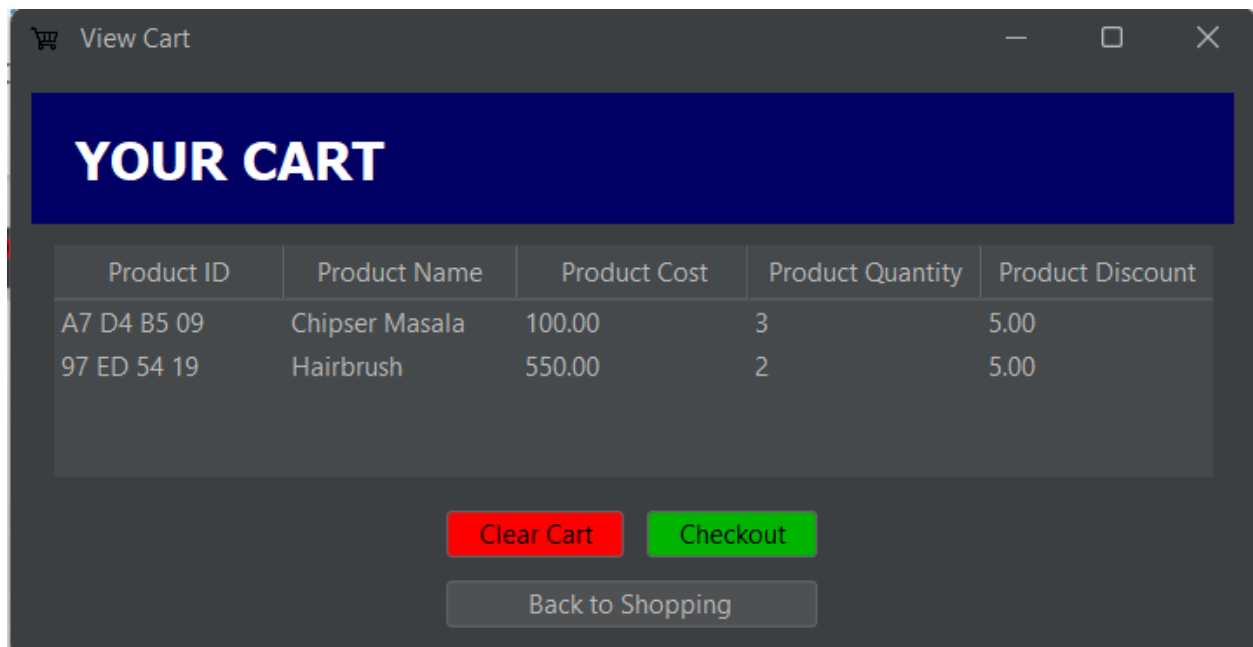 View Cart
YOUR CART
Product ID Product Name Product Cost Product Quantity Product Discount
A7 D4 B5 09 Chipser Masala 100.00 3 5.00
97 ED 54 19 Hairbrush 550.00 2 5.00
Clear Cart Checkout
Back to Shopping